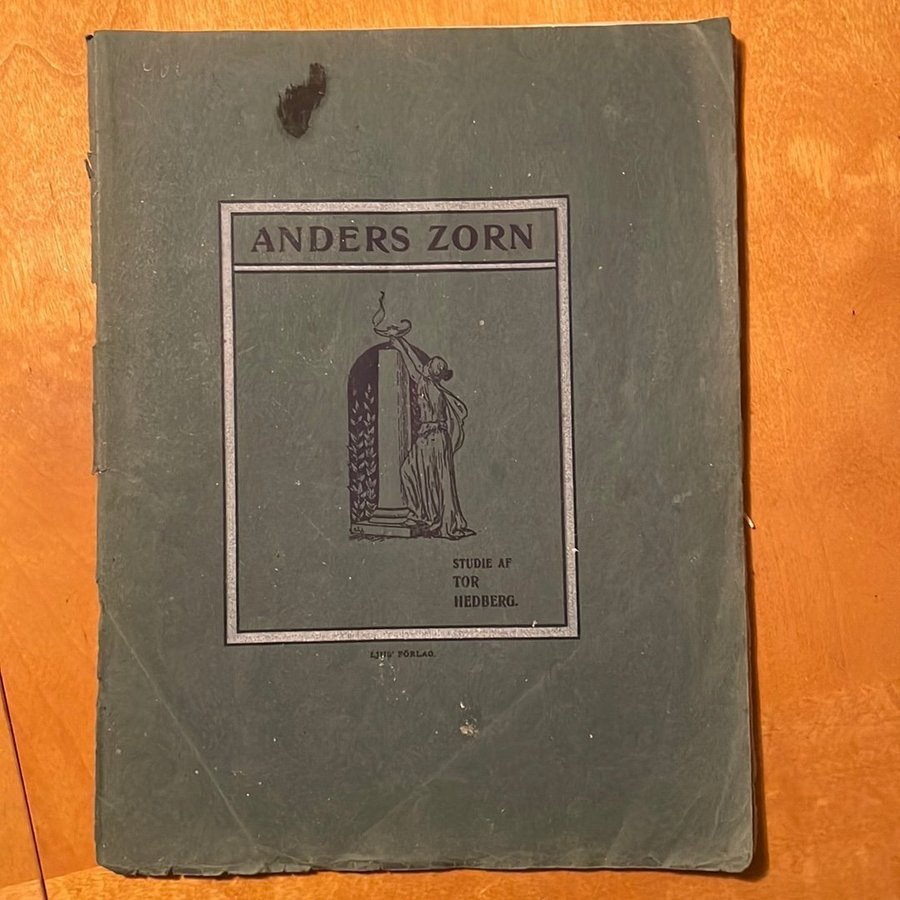 ANDERS ZORN
STUDIE AF
TOR
HEDBERG.
LJUS' FÖRLAG.